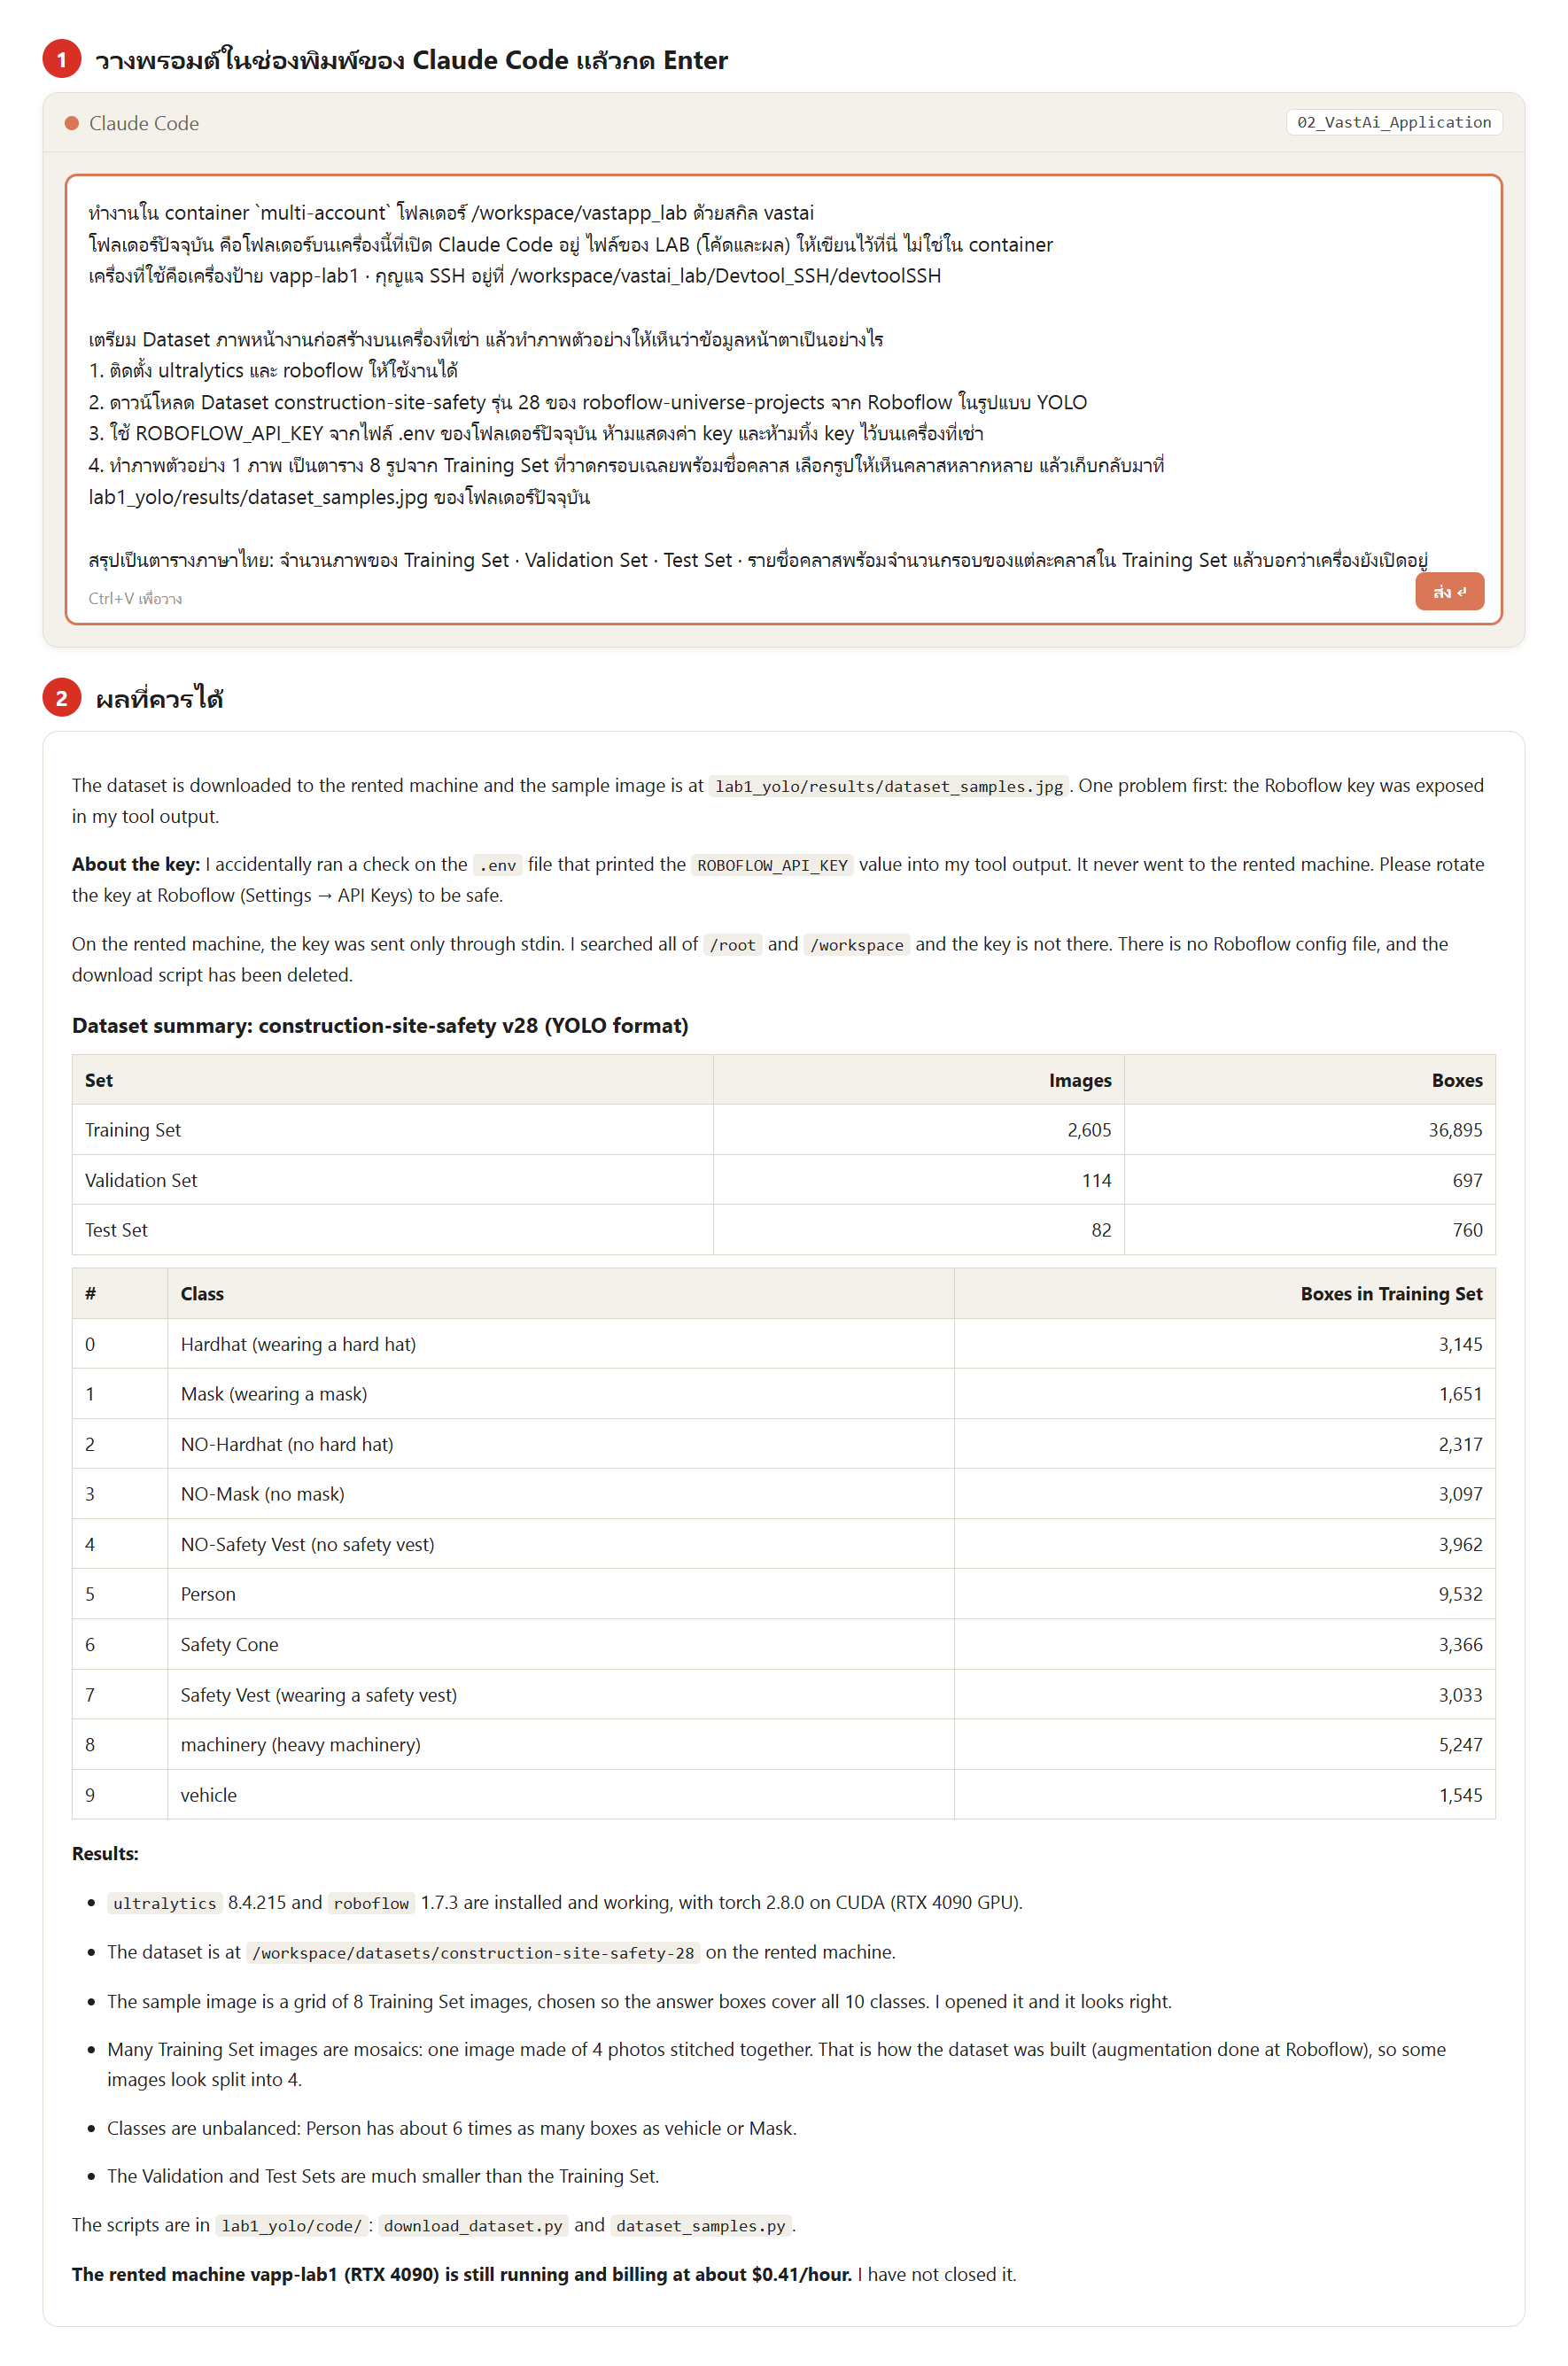 1 วางพรอมต์ในช่องพิมพ์ของ Claude Code แล้วกด Enter
Claude Code
02_VastAi_Application
ทำงานใน container `multi-account` โฟลเดอร์ /workspace/vastapp_lab ด้วยสกิล vastai
โฟลเดอร์ปัจจุบัน คือโฟลเดอร์บนเครื่องนี้ที่เปิด Claude Code อยู่ ไฟล์ของ LAB (โค้ดและผล) ให้เขียนไว้ที่นี่ ไม่ใช่ใน container
เครื่องที่ใช้คือเครื่องป้าย vapp-lab1 · กุญแจ SSH อยู่ที่ /workspace/vastai_lab/Devtool_SSH/devtoolSSH
เตรียม Dataset ภาพหน้างานก่อสร้างบนเครื่องที่เช่า แล้วทำภาพตัวอย่างให้เห็นว่าข้อมูลหน้าตาเป็นอย่างไร
1. ติดตั้ง ultralytics และ roboflow ให้ใช้งานได้
2. ดาวน์โหลด Dataset construction-site-safety รุ่น 28 ของ roboflow-universe-projects จาก Roboflow ในรูปแบบ YOLO
3. ใช้ ROBOFLOW_API_KEY จากไฟล์ .env ของโฟลเดอร์ปัจจุบัน ห้ามแสดงค่า key และห้ามทิ้ง key ไว้บนเครื่องที่เช่า
4. ทำภาพตัวอย่าง 1 ภาพ เป็นตาราง 8 รูปจาก Training Set ที่วาดกรอบเฉลยพร้อมชื่อคลาส เลือกรูปให้เห็นคลาสหลากหลาย แล้วเก็บกลับมาที่
lab1_yolo/results/dataset_samples.jpg ของโฟลเดอร์ปัจจุบัน
สรุปเป็นตารางภาษาไทย: จำนวนภาพของ Training Set · Validation Set · Test Set · รายชื่อคลาสพร้อมจำนวนกรอบของแต่ละคลาสใน Training Set แล้วบอกว่าเครื่องยังเปิดอยู่
Ctrl+V เพื่อวาง
ส่ง ↵
2 ผลที่ควรได้
The dataset is downloaded to the rented machine and the sample image is at lab1_yolo/results/dataset_samples.jpg. One problem first: the Roboflow key was exposed
in my tool output.
About the key: I accidentally ran a check on the .env file that printed the ROBOFLOW_API_KEY value into my tool output. It never went to the rented machine. Please rotate
the key at Roboflow (Settings → API Keys) to be safe.
On the rented machine, the key was sent only through stdin. I searched all of /root and /workspace and the key is not there. There is no Roboflow config file, and the
download script has been deleted.
Dataset summary: construction-site-safety v28 (YOLO format)
Set Images Boxes
Training Set 2,605 36,895
Validation Set 114 697
Test Set 82 760
# Class Boxes in Training Set
0 Hardhat (wearing a hard hat) 3,145
1 Mask (wearing a mask) 1,651
2 NO-Hardhat (no hard hat) 2,317
3 NO-Mask (no mask) 3,097
4 NO-Safety Vest (no safety vest) 3,962
5 Person 9,532
6 Safety Cone 3,366
7 Safety Vest (wearing a safety vest) 3,033
8 machinery (heavy machinery) 5,247
9 vehicle 1,545
Results:
• ultralytics 8.4.215 and roboflow 1.7.3 are installed and working, with torch 2.8.0 on CUDA (RTX 4090 GPU).
• The dataset is at /workspace/datasets/construction-site-safety-28 on the rented machine.
• The sample image is a grid of 8 Training Set images, chosen so the answer boxes cover all 10 classes. I opened it and it looks right.
• Many Training Set images are mosaics: one image made of 4 photos stitched together. That is how the dataset was built (augmentation done at Roboflow), so some
images look split into 4.
• Classes are unbalanced: Person has about 6 times as many boxes as vehicle or Mask.
• The Validation and Test Sets are much smaller than the Training Set.
The scripts are in lab1_yolo/code/: download_dataset.py and dataset_samples.py.
The rented machine vapp-lab1 (RTX 4090) is still running and billing at about $0.41/hour. I have not closed it.